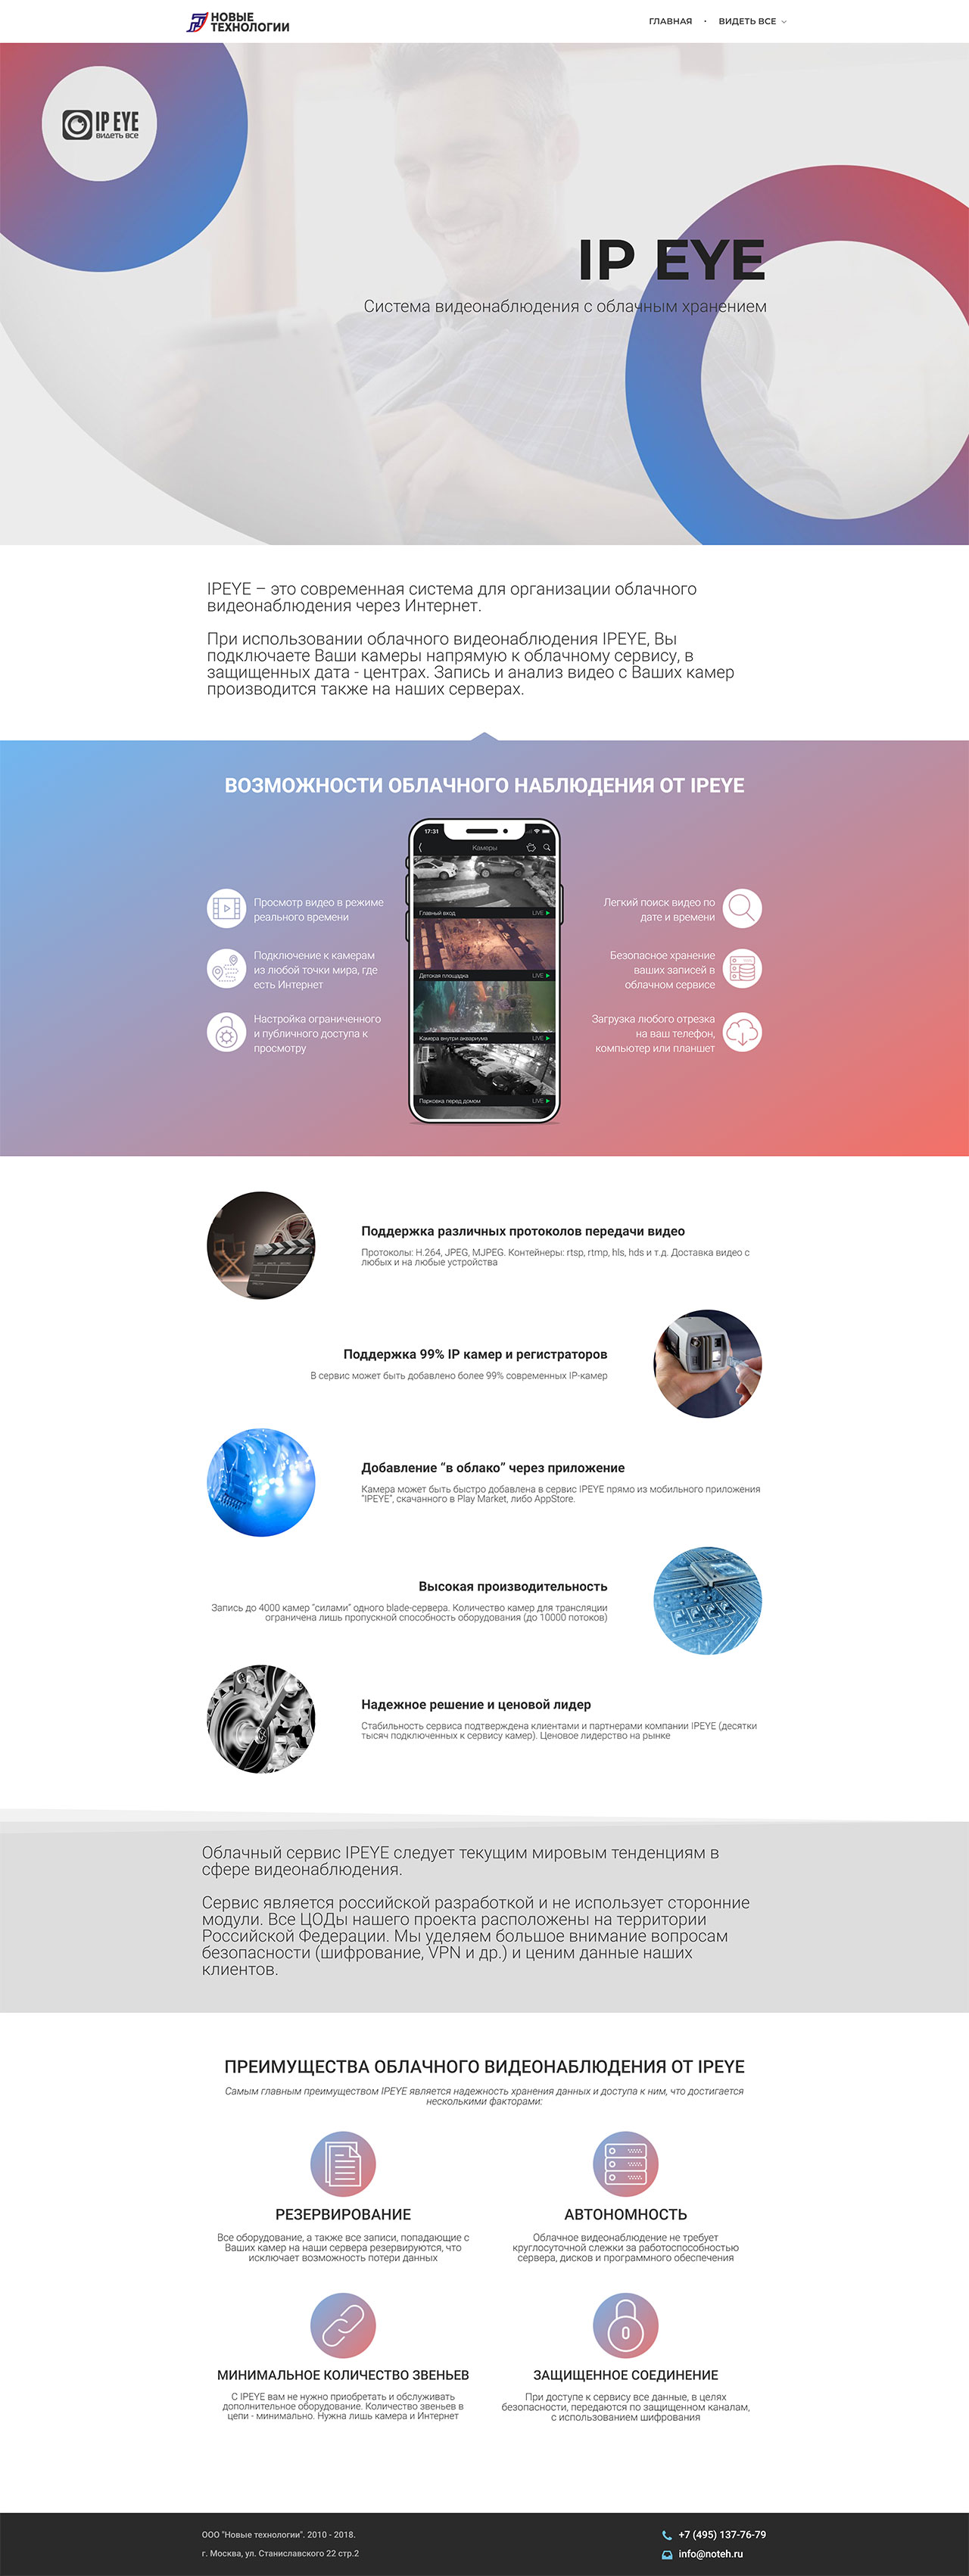 НОВЫЕ
ТЕХНОЛОГИИ
ГЛАВНАЯ • ВИДЕТЬ ВСЕ
IP EYE
видеть все
IP EYE
Система видеонаблюдения с облачным хранением
IPEYE – это современная система для организации облачного
видеонаблюдения через Интернет.
При использовании облачного видеонаблюдения IPEYE, Вы
подключаете Ваши камеры напрямую к облачному сервису, в
защищенных дата - центрах. Запись и анализ видео с Ваших камер
производится также на наших серверах.
ВОЗМОЖНОСТИ ОБЛАЧНОГО НАБЛЮДЕНИЯ ОТ IPEYE
Просмотр видео в режиме
реального времени
Подключение к камерам
из любой точки мира, где
есть Интернет
Настройка ограниченного
и публичного доступа к
просмотру
17:31
Камеры
Главный вход LIVE
Детская площадка LIVE
Камера внутри аквариума LIVE
Парковка перед домом LIVE
Легкий поиск видео по
дате и времени
Безопасное хранение
ваших записей в
облачном сервисе
Загрузка любого отрезка
на ваш телефон,
компьютер или планшет
Поддержка различных протоколов передачи видео
Протоколы: H.264, JPEG, MJPEG. Контейнеры: rtsp, rtmp, hls, hds и т.д. Доставка видео с
любых и на любые устройства
Поддержка 99% IP камер и регистраторов
В сервис может быть добавлено более 99% современных IP-камер
Добавление “в облако” через приложение
Камера может быть быстро добавлена в сервис IPEYE прямо из мобильного приложения
“IPEYE”, скачанного в Play Market, либо AppStore.
Высокая производительность
Запись до 4000 камер “силами” одного blade-сервера. Количество камер для трансляции
ограничена лишь пропускной способность оборудования (до 10000 потоков)
Надежное решение и ценовой лидер
Стабильность сервиса подтверждена клиентами и партнерами компании IPEYE (десятки
тысяч подключенных к сервису камер). Ценовое лидерство на рынке
Облачный сервис IPEYE следует текущим мировым тенденциям в
сфере видеонаблюдения.
Сервис является российской разработкой и не использует сторонние
модули. Все ЦОДы нашего проекта расположены на территории
Российской Федерации. Мы уделяем большое внимание вопросам
безопасности (шифрование, VPN и др.) и ценим данные наших
клиентов.
ПРЕИМУЩЕСТВА ОБЛАЧНОГО ВИДЕОНАБЛЮДЕНИЯ ОТ IPEYE
Самым главным преимуществом IPEYE является надежность хранения данных и доступа к ним, что достигается
несколькими факторами:
РЕЗЕРВИРОВАНИЕ
Все оборудование, а также все записи, попадающие с
Ваших камер на наши сервера резервируются, что
исключает возможность потери данных
АВТОНОМНОСТЬ
Облачное видеонаблюдение не требует
круглосуточной слежки за работоспособностью
сервера, дисков и программного обеспечения
МИНИМАЛЬНОЕ КОЛИЧЕСТВО ЗВЕНЬЕВ
С IPEYE вам не нужно приобретать и обслуживать
дополнительное оборудование. Количество звеньев в
цепи - минимально. Нужна лишь камера и Интернет
ЗАЩИЩЕННОЕ СОЕДИНЕНИЕ
При доступе к сервису все данные, в целях
безопасности, передаются по защищенном каналам,
с использованием шифрования
ООО "Новые технологии". 2010 - 2018.
г. Москва, ул. Станиславского 22 стр.2
+7 (495) 137-76-79
info@noteh.ru